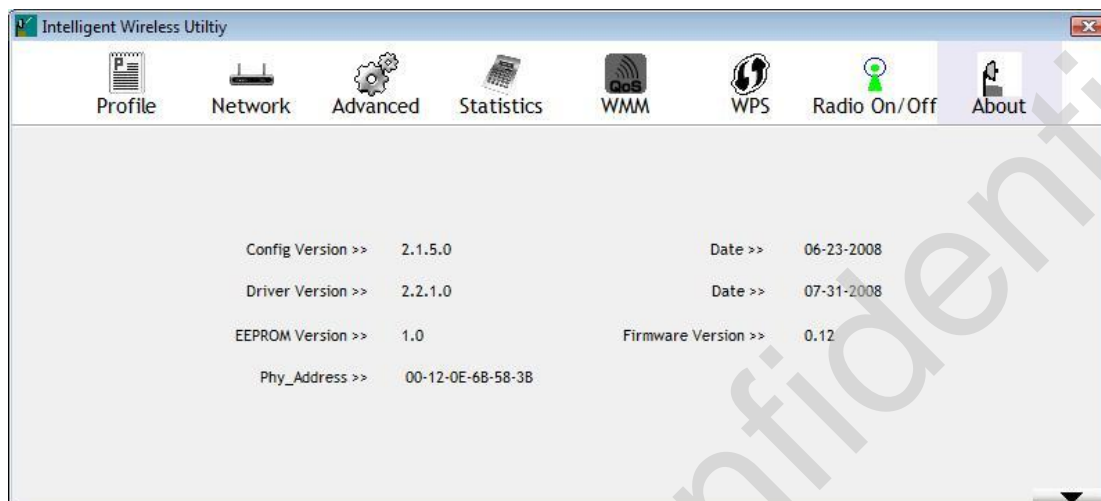 Intelligent Wireless Utiltiy
Profile Network Advanced Statistics WMM WPS Radio On/Off About
QoS
Config Version >> 2.1.5.0 Date >> 06-23-2008
Driver Version >> 2.2.1.0 Date >> 07-31-2008
EEPROM Version >> 1.0 Firmware Version >> 0.12
Phy_Address >> 00-12-0E-6B-58-3B